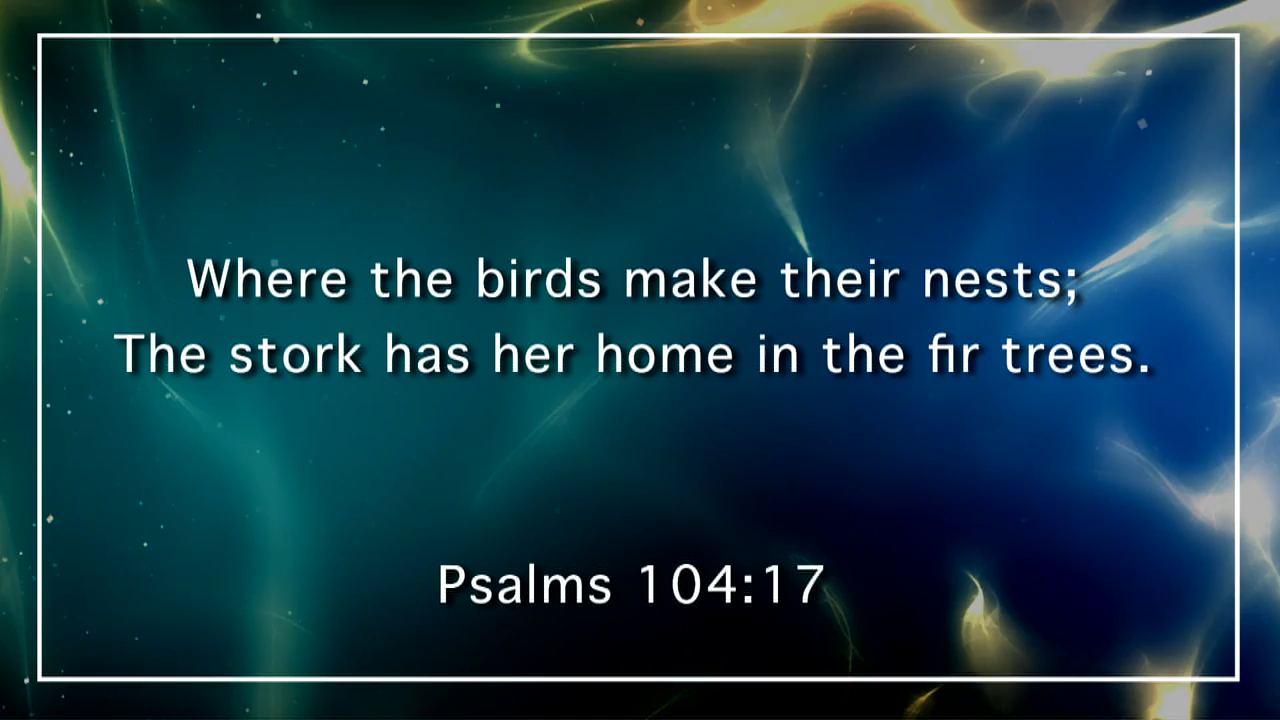 Where the birds make their nests;
The stork has her home in the fir trees.
Psalms 104:17